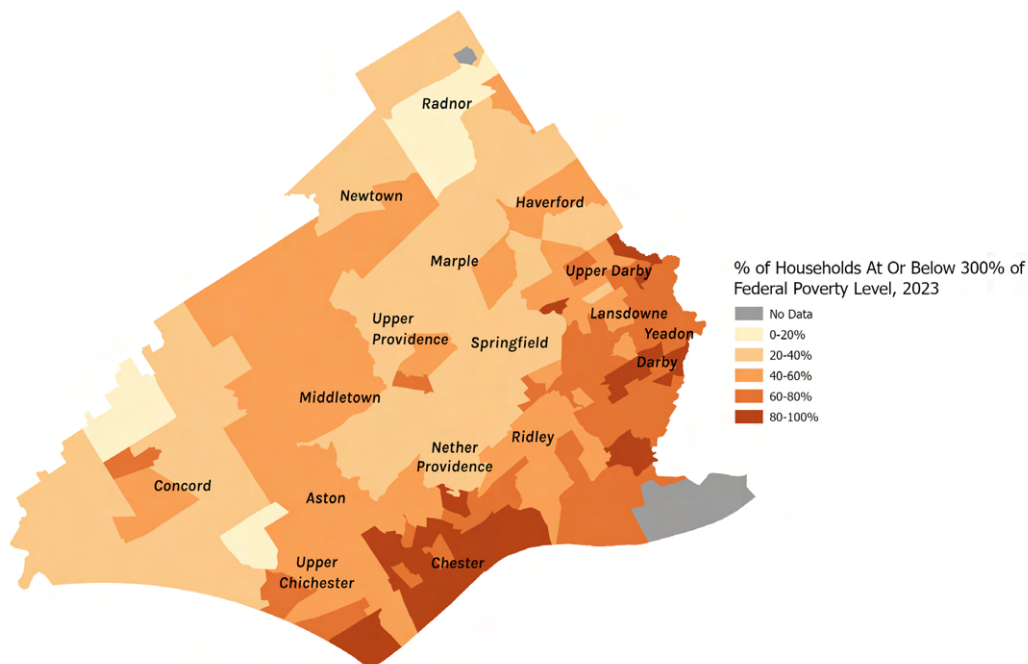 Radnor
Newtown
Haverford
Marple
Upper Darby
% of Households At Or Below 300% of
Federal Poverty Level, 2023
No Data
0-20%
20-40%
40-60%
60-80%
80-100%
Upper
Providence
Springfield
Lansdowne
Yeadon
Darby
Middletown
Ridley
Nether
Providence
Concord
Aston
Upper
Chichester
Chester